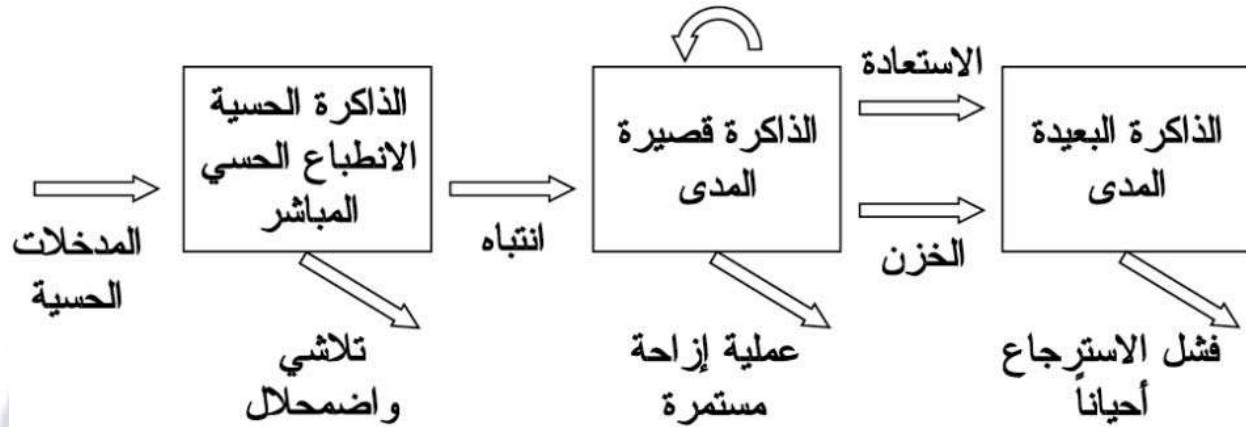 المدخلات
الحسية
الذاكرة الحسية
الانطباع الحسي
المباشر
تلاشي
واضمحلال
انتباه
الذاكرة قصيرة
المدى
عملية إزاحة
مستمرة
الاستعادة
الخزن
الذاكرة البعيدة
المدى
فشل الاسترجاع
أحياناً